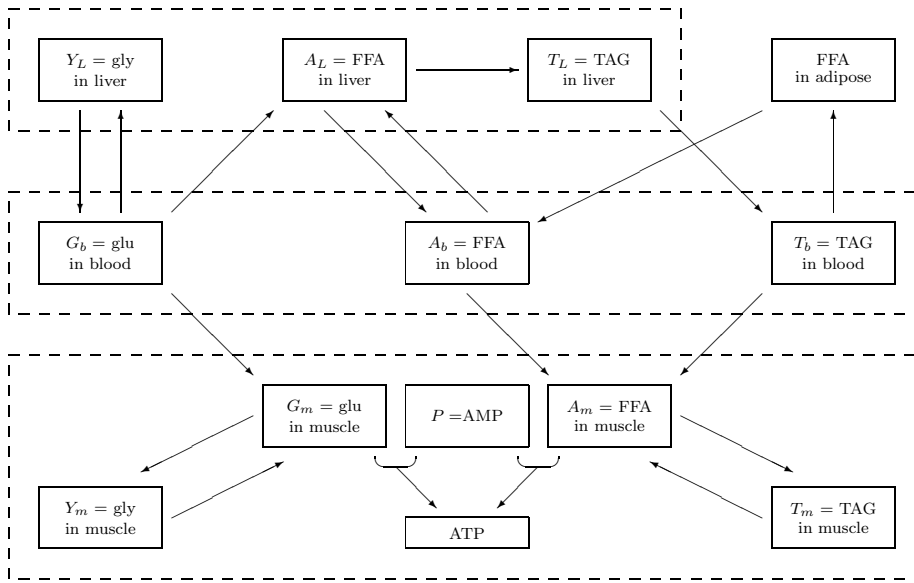 Y_L = gly
in liver
A_L = FFA
in liver
T_L = TAG
in liver
FFA
in adipose
G_b = glu
in blood
A_b = FFA
in blood
T_b = TAG
in blood
G_m = glu
in muscle
P =AMP
A_m = FFA
in muscle
Y_m = gly
in muscle
ATP
T_m = TAG
in muscle